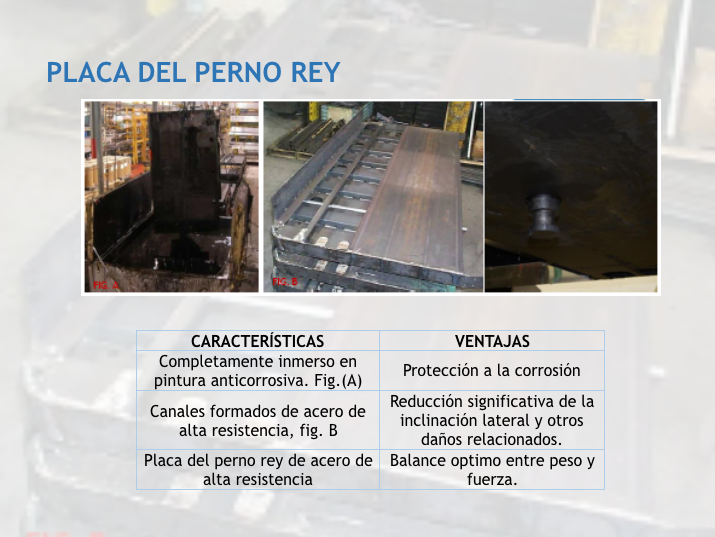 PLACA DEL PERNO REY
FIG. A
FIG. B
CARACTERÍSTICAS
VENTAJAS
Completamente inmerso en
pintura anticorrosiva. Fig.(A)
Protección a la corrosión
Canales formados de acero de
alta resistencia, fig. B
Reducción significativa de la
inclinación lateral y otros
daños relacionados.
Placa del perno rey de acero de
alta resistencia
Balance optimo entre peso y
fuerza.